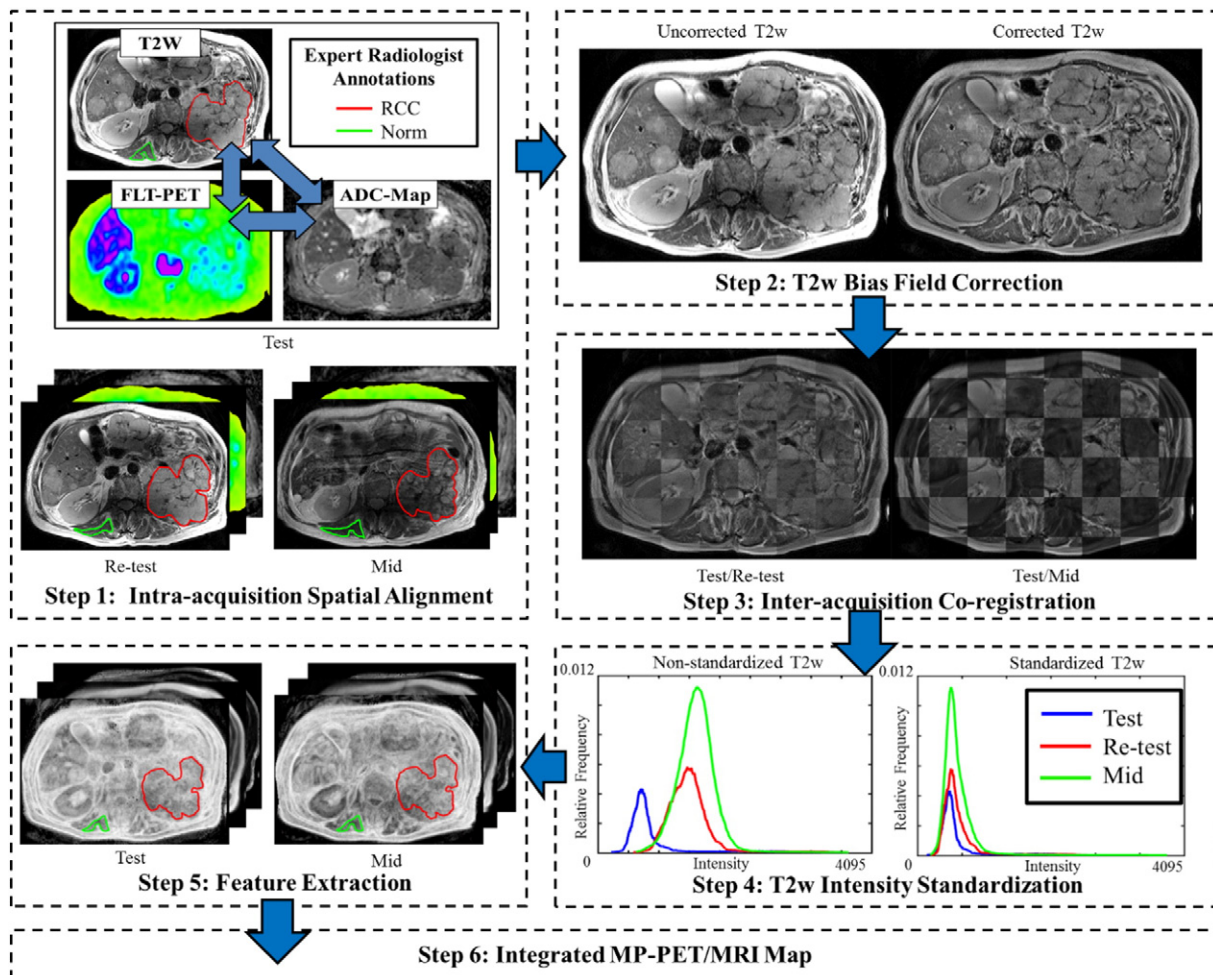 T2W
Expert Radiologist
Annotations
RCC
Norm
FLT-PET
ADC-Map
Test
Re-test
Mid
Step 1: Intra-acquisition Spatial Alignment
Uncorrected T2w
Corrected T2w
Step 2: T2w Bias Field Correction
Test/Re-test
Test/Mid
Step 3: Inter-acquisition Co-registration
Non-standardized T2w
Standardized T2w
0.012
Relative Frequency
0
Intensity
4095
0.012
Relative Frequency
0
Intensity
4095
Test
Re-test
Mid
Step 4: T2w Intensity Standardization
Test
Mid
Step 5: Feature Extraction
Step 6: Integrated MP-PET/MRI Map